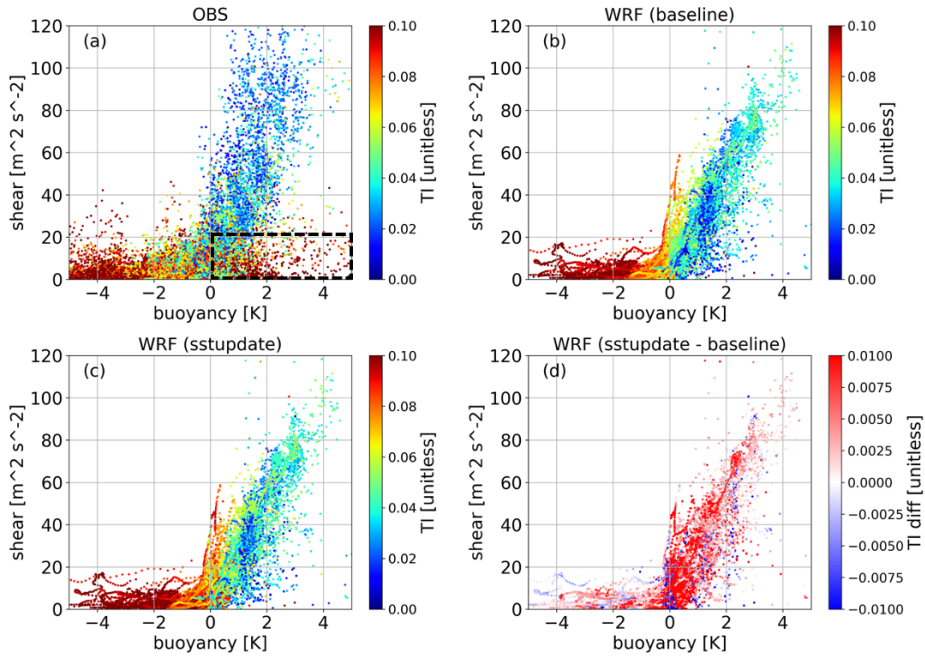 OBS
(a)
120
100
80
60
40
20
0
shear [m^2 s^-2]
−4 −2 0 2 4
buoyancy [K]
0.10
0.08
0.06
0.04
0.02
0.00
TI [unitless]
WRF (baseline)
(b)
120
100
80
60
40
20
0
shear [m^2 s^-2]
−4 −2 0 2 4
buoyancy [K]
0.10
0.08
0.06
0.04
0.02
0.00
TI [unitless]
WRF (sstupdate)
(c)
120
100
80
60
40
20
0
shear [m^2 s^-2]
−4 −2 0 2 4
buoyancy [K]
0.10
0.08
0.06
0.04
0.02
0.00
TI [unitless]
WRF (sstupdate - baseline)
(d)
120
100
80
60
40
20
0
shear [m^2 s^-2]
−4 −2 0 2 4
buoyancy [K]
0.0100
0.0075
0.0050
0.0025
0.0000
−0.0025
−0.0050
−0.0075
−0.0100
TI diff [unitless]